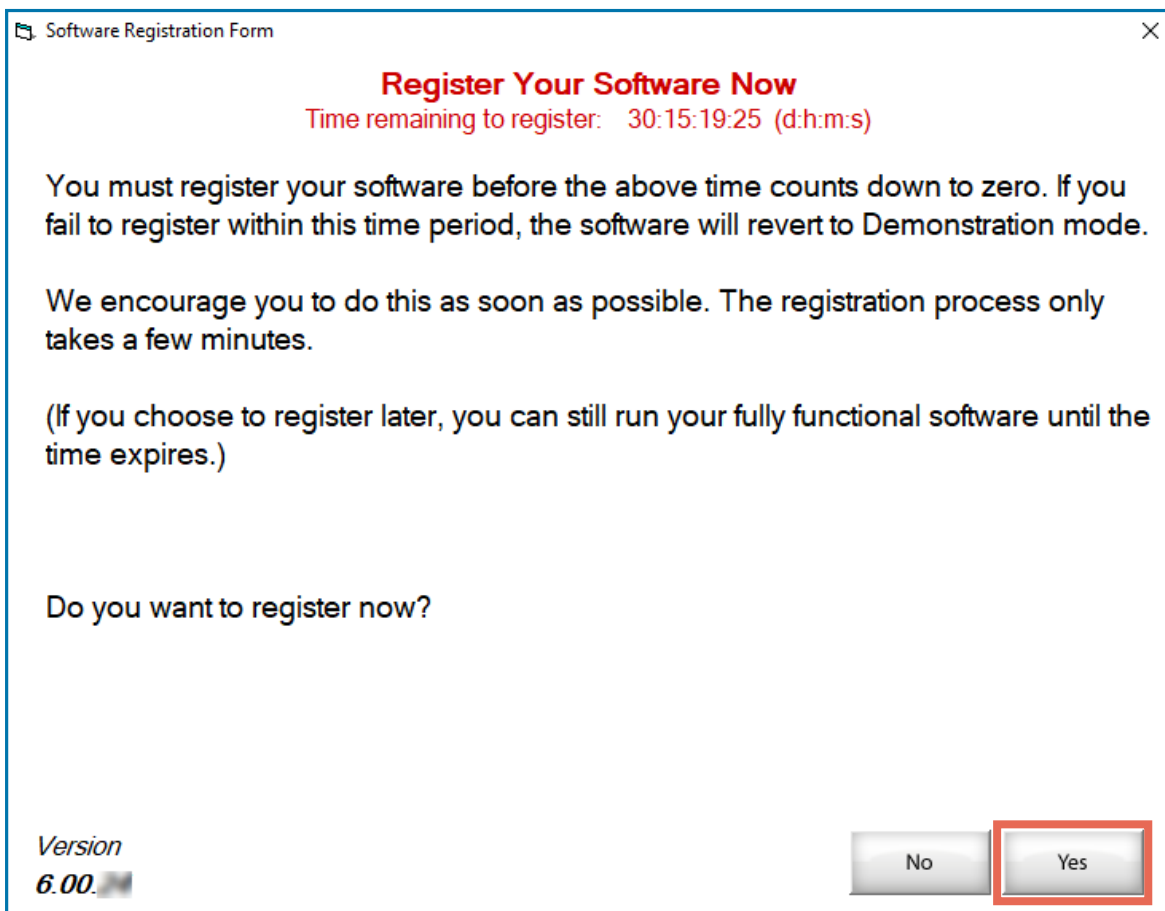 Software Registration Form
Register Your Software Now
Time remaining to register: 30:15:19:25 (d:h:m:s)
You must register your software before the above time counts down to zero. If you
fail to register within this time period, the software will revert to Demonstration mode.
We encourage you to do this as soon as possible. The registration process only
takes a few minutes.
(If you choose to register later, you can still run your fully functional software until the
time expires.)
Do you want to register now?
Version
6.00.
No
Yes